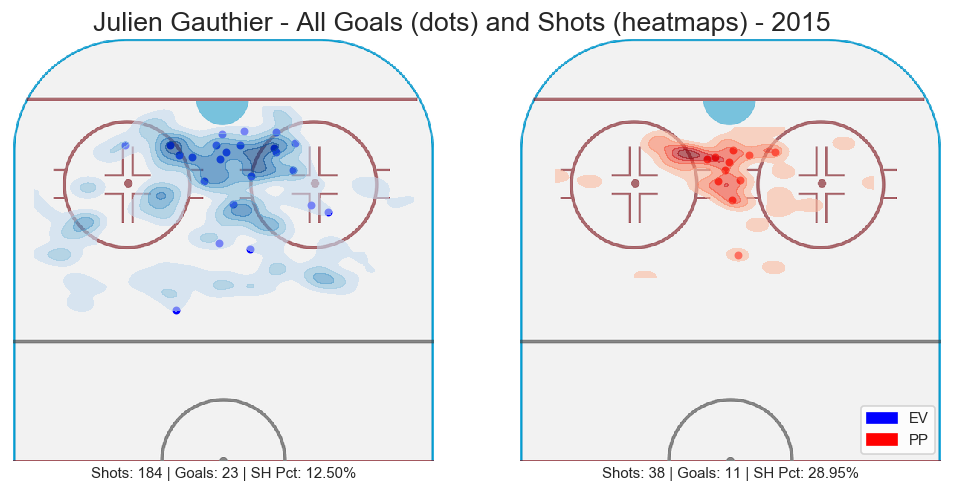 Julien Gauthier - All Goals (dots) and Shots (heatmaps) - 2015
EV
PP
Shots: 184 | Goals: 23 | SH Pct: 12.50%
Shots: 38 | Goals: 11 | SH Pct: 28.95%